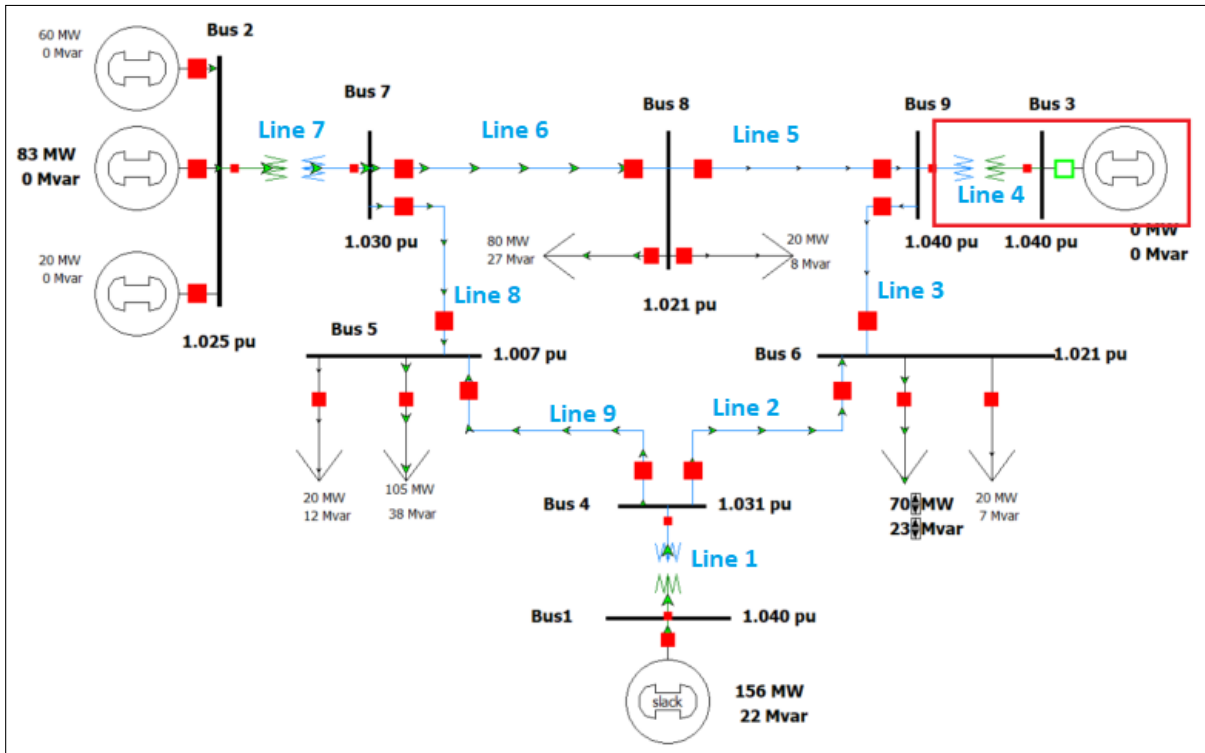 60 MW
0 Mvar
Bus 2
83 MW
0 Mvar
20 MW
0 Mvar
1.025 pu
Line 7
Bus 7
1.030 pu
Line 6
Bus 8
Line 5
Bus 9
Bus 3
Line 4
1.040 pu
1.040 pu
0 MW
0 Mvar
80 MW
27 Mvar
20 MW
8 Mvar
1.021 pu
Line 8
Line 3
Bus 5
1.007 pu
Bus 6
1.021 pu
Line 9
Line 2
20 MW
12 Mvar
105 MW
38 Mvar
70 MW
23 Mvar
20 MW
7 Mvar
Bus 4
1.031 pu
Line 1
Bus1
1.040 pu
slack
156 MW
22 Mvar